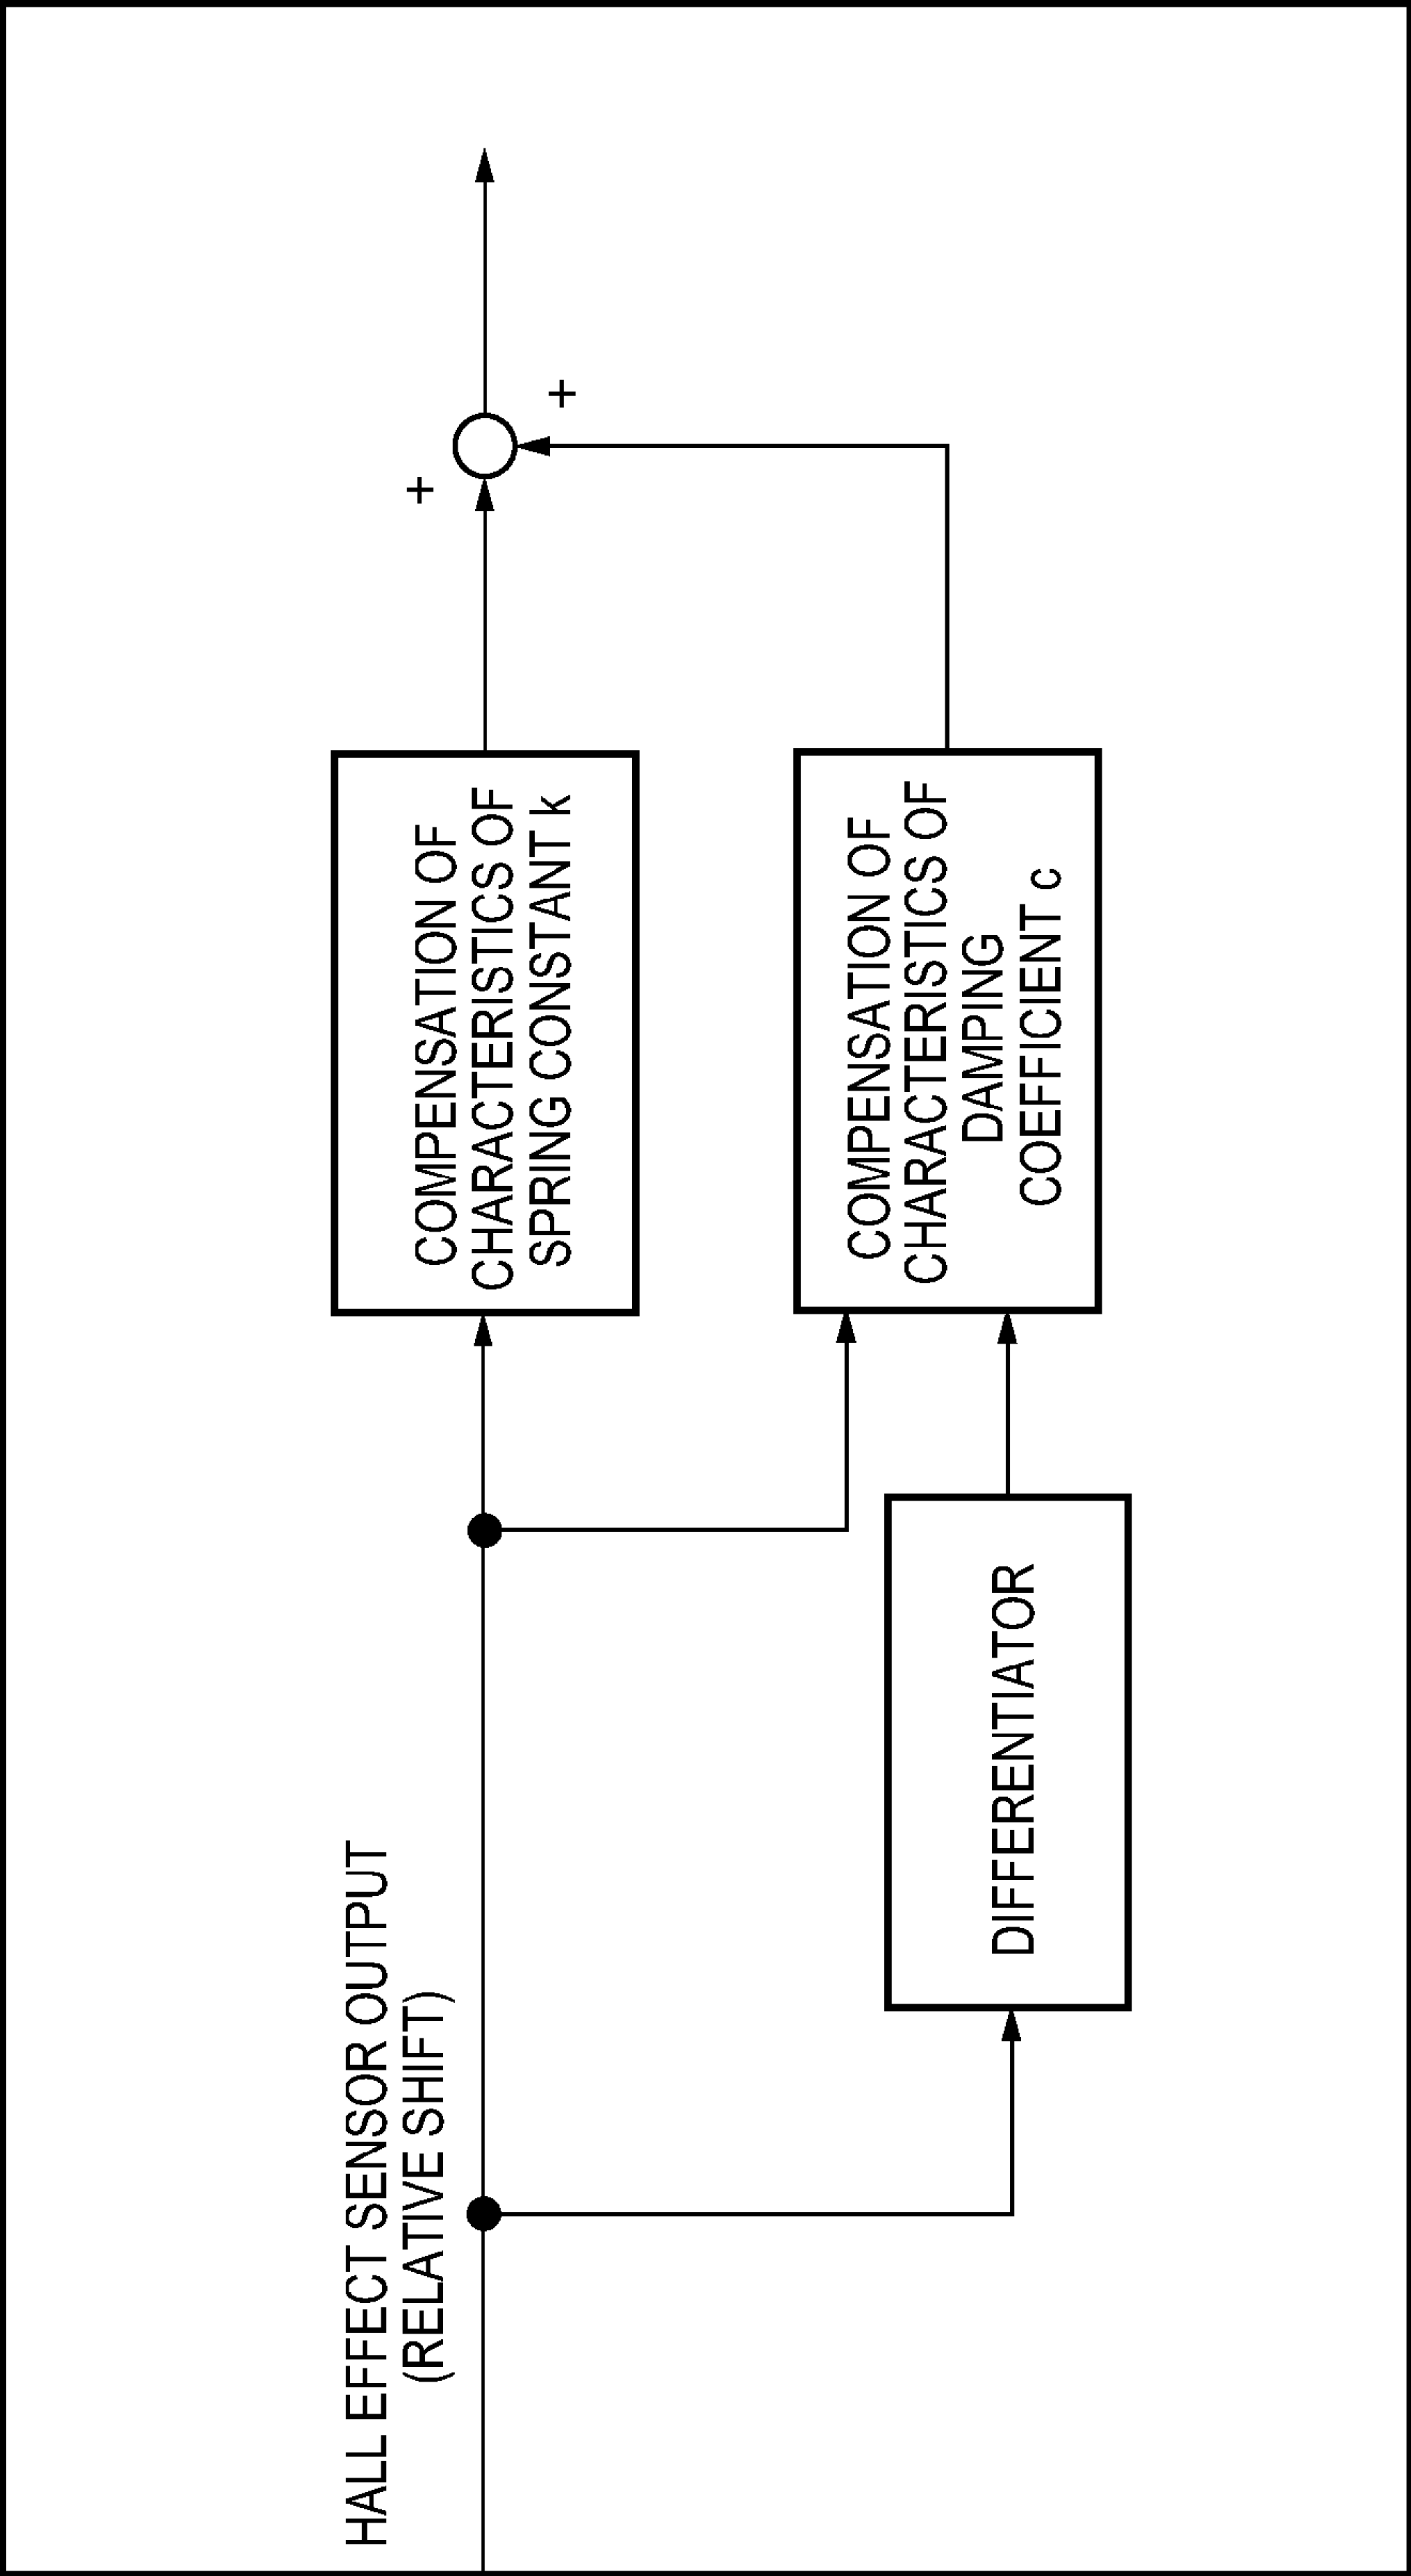 HALL EFFECT SENSOR OUTPUT
(RELATIVE SHIFT)
COMPENSATION OF
CHARACTERISTICS OF
SPRING CONSTANT k
+
+
DIFFERENTIATOR
COMPENSATION OF
CHARACTERISTICS OF
DAMPING
COEFFICIENT c